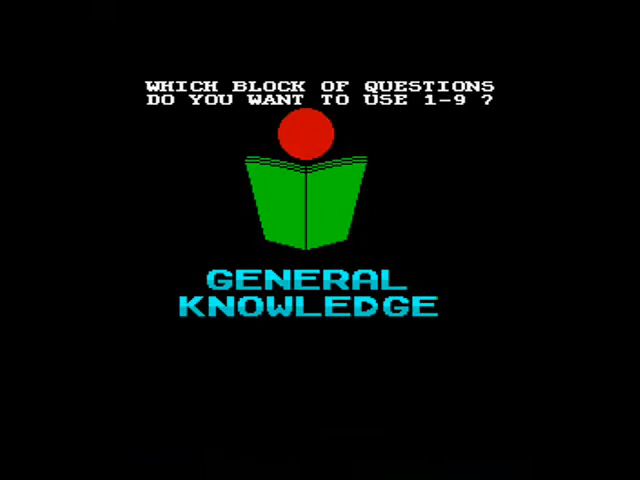 WHICH BLOCK OF QUESTIONS
DO YOU WANT TO USE 1-9 ?
GENERAL
KNOWLEDGE